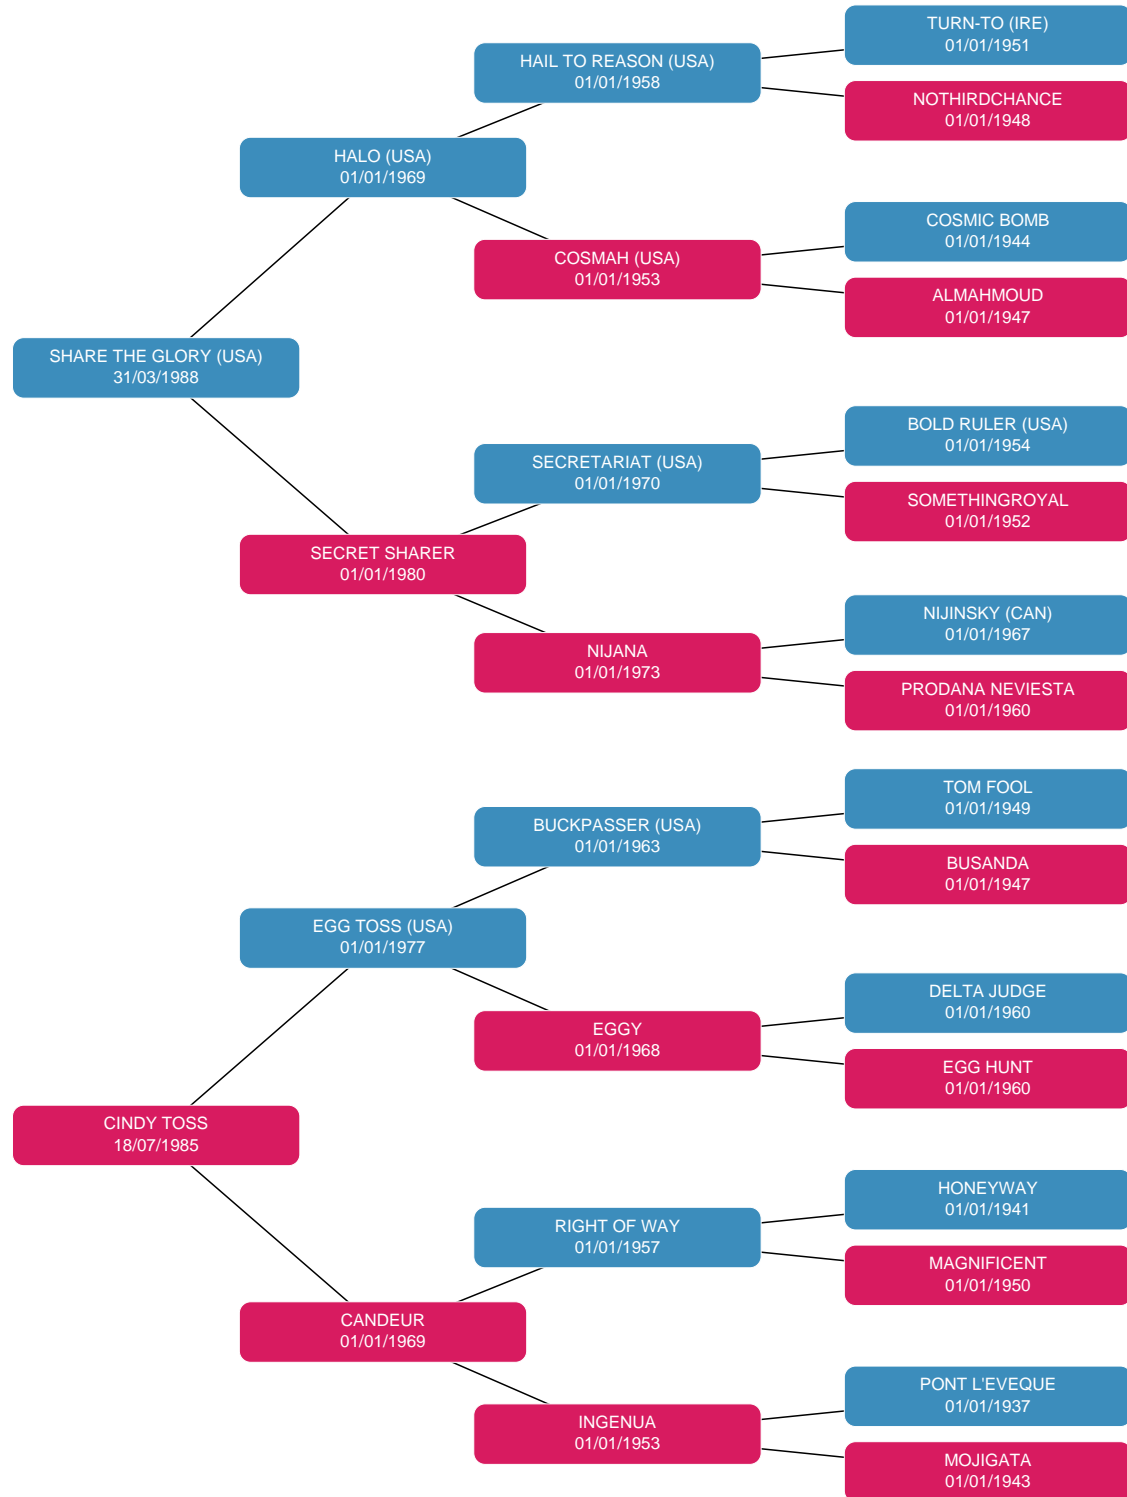 TURN-TO (IRE)
01/01/1951
HAIL TO REASON (USA)
01/01/1958
NOTHIRDCHANCE
01/01/1948
HALO (USA)
01/01/1969
COSMIC BOMB
01/01/1944
COSMAH (USA)
01/01/1953
ALMAHMOUD
01/01/1947
SHARE THE GLORY (USA)
31/03/1988
BOLD RULER (USA)
01/01/1954
SECRETARIAT (USA)
01/01/1970
SOMETHINGROYAL
01/01/1952
SECRET SHARER
01/01/1980
NIJINSKY (CAN)
01/01/1967
NIJANA
01/01/1973
PRODANA NEVIESTA
01/01/1960
TOM FOOL
01/01/1949
BUCKPASSER (USA)
01/01/1963
BUSANDA
01/01/1947
EGG TOSS (USA)
01/01/1977
DELTA JUDGE
01/01/1960
EGGY
01/01/1968
EGG HUNT
01/01/1960
CINDY TOSS
18/07/1985
HONEYWAY
01/01/1941
RIGHT OF WAY
01/01/1957
MAGNIFICENT
01/01/1950
CANDEUR
01/01/1969
PONT L'EVEQUE
01/01/1937
INGENUA
01/01/1953
MOJIGATA
01/01/1943